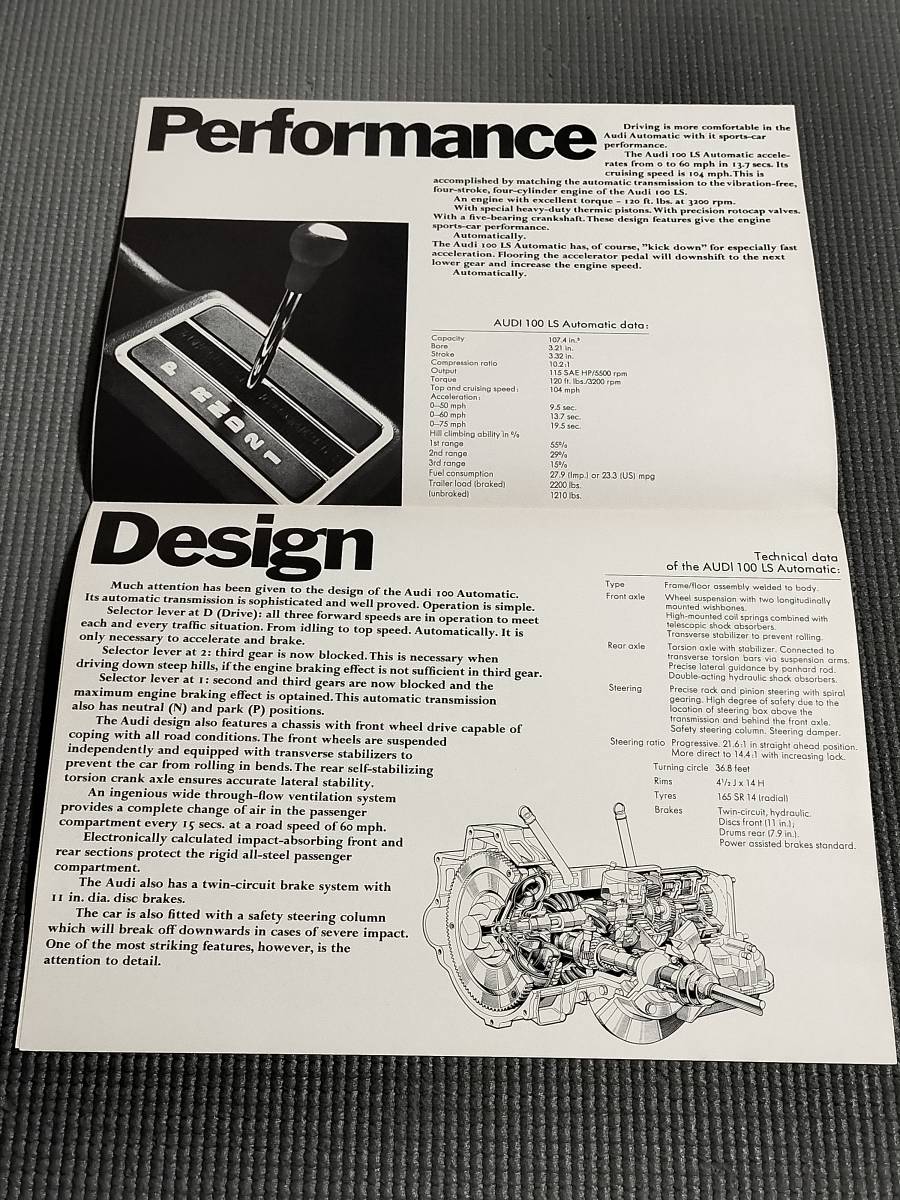 Performance
Driving is more comfortable in the
Audi Automatic with it sports-car
performance.
The Audi 100 LS Automatic accele-
rates from 0 to 60 mph in 13.7 secs. Its
cruising speed is 104 mph. This is
accomplished by matching the automatic transmission to the vibration-free,
four-stroke, four-cylinder engine of the Audi 100 LS.
An engine with excellent torque - 120 ft. lbs. at 3200 rpm.
With special heavy-duty thermic pistons. With precision rotocap valves.
With a five-bearing crankshaft. These design features give the engine
sports-car performance.
Automatically.
The Audi 100 LS Automatic has, of course, "kick down" for especially fast
acceleration. Flooring the accelerator pedal will downshift to the next
lower gear and increase the engine speed.
Automatically.
P R N D 2 1
AUDI 100 LS Automatic data:
Capacity 107.4 in.³
Bore 3.21 in.
Stroke 3.32 in.
Compression ratio 10.2:1
Output 115 SAE HP/5500 rpm
Torque 120 ft. lbs./3200 rpm
Top and cruising speed: 104 mph
Acceleration:
0–50 mph 9.5 sec.
0–60 mph 13.7 sec.
0–75 mph 19.5 sec.
Hill climbing ability in %
1st range 55%
2nd range 29%
3rd range 15%
Fuel consumption 27.9 (Imp.) or 23.3 (US) mpg
Trailer load (braked) 2200 lbs.
(unbraked) 1210 lbs.
Design
Much attention has been given to the design of the Audi 100 Automatic.
Its automatic transmission is sophisticated and well proved. Operation is simple.
Selector lever at D (Drive): all three forward speeds are in operation to meet
each and every traffic situation. From idling to top speed. Automatically. It is
only necessary to accelerate and brake.
Selector lever at 2: third gear is now blocked. This is necessary when
driving down steep hills, if the engine braking effect is not sufficient in third gear.
Selector lever at 1: second and third gears are now blocked and the
maximum engine braking effect is optained. This automatic transmission
also has neutral (N) and park (P) positions.
The Audi design also features a chassis with front wheel drive capable of
coping with all road conditions. The front wheels are suspended
independently and equipped with transverse stabilizers to
prevent the car from rolling in bends. The rear self-stabilizing
torsion crank axle ensures accurate lateral stability.
An ingenious wide through-flow ventilation system
provides a complete change of air in the passenger
compartment every 15 secs. at a road speed of 60 mph.
Electronically calculated impact-absorbing front and
rear sections protect the rigid all-steel passenger
compartment.
The Audi also has a twin-circuit brake system with
11 in. dia. disc brakes.
The car is also fitted with a safety steering column
which will break off downwards in cases of severe impact.
One of the most striking features, however, is the
attention to detail.
Technical data
of the AUDI 100 LS Automatic:
Type Frame/floor assembly welded to body.
Front axle Wheel suspension with two longitudinally
mounted wishbones.
High-mounted coil springs combined with
telescopic shock absorbers.
Transverse stabilizer to prevent rolling.
Rear axle Torsion axle with stabilizer. Connected to
transverse torsion bars via suspension arms.
Precise lateral guidance by panhard rod.
Double-acting hydraulic shock absorbers.
Steering Precise rack and pinion steering with spiral
gearing. High degree of safety due to the
location of steering box above the
transmission and behind the front axle.
Safety steering column. Steering damper.
Steering ratio Progressive. 21.6:1 in straight ahead position.
More direct to 14.4:1 with increasing lock.
Turning circle 36.8 feet
Rims 4½ J x 14 H
Tyres 165 SR 14 (radial)
Brakes Twin-circuit, hydraulic.
Discs front (11 in.);
Drums rear (7.9 in.).
Power assisted brakes standard.